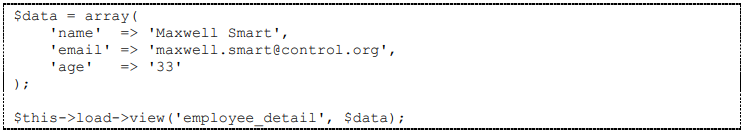 $data = array(
    'name'  => 'Maxwell Smart',
    'email' => 'maxwell.smart@control.org',
    'age'   => '33'
);

$this->load->view('employee_detail', $data);